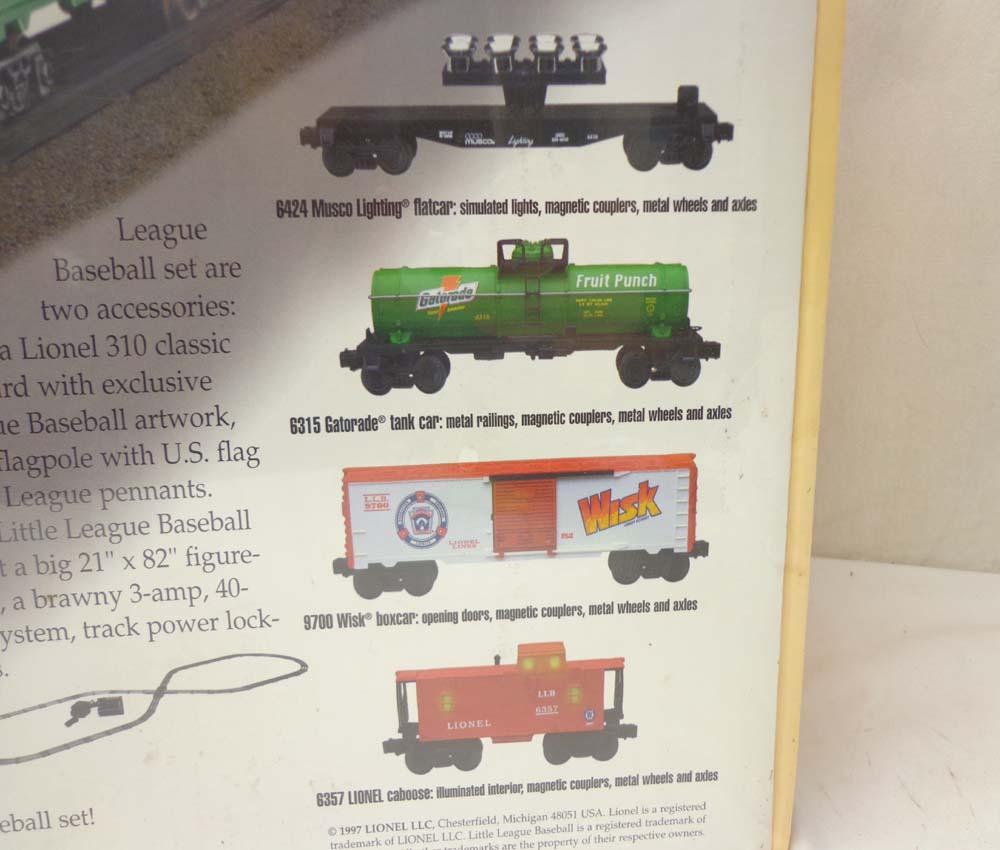 MUSCO Lighting
6424 Musco Lighting® flatcar: simulated lights, magnetic couplers, metal wheels and axles
Gatorade
6315
Fruit Punch
6315 Gatorade® tank car: metal railings, magnetic couplers, metal wheels and axles
L.L.B.
9700
LIONEL
LINES
Wisk
9700 Wisk® boxcar: opening doors, magnetic couplers, metal wheels and axles
LIONEL
LLB
6357
6357 LIONEL caboose: illuminated interior, magnetic couplers, metal wheels and axles
League
Baseball set are
two accessories:
a Lionel 310 classic
rd with exclusive
e Baseball artwork,
flagpole with U.S. flag
League pennants.
Little League Baseball
t a big 21" x 82" figure-
, a brawny 3-amp, 40-
ystem, track power lock-
s.
eball set!
© 1997 LIONEL LLC, Chesterfield, Michigan 48051 USA. Lionel is a registered
trademark of LIONEL LLC. Little League Baseball is a registered trademark of
trademarks are the property of their respective owners.